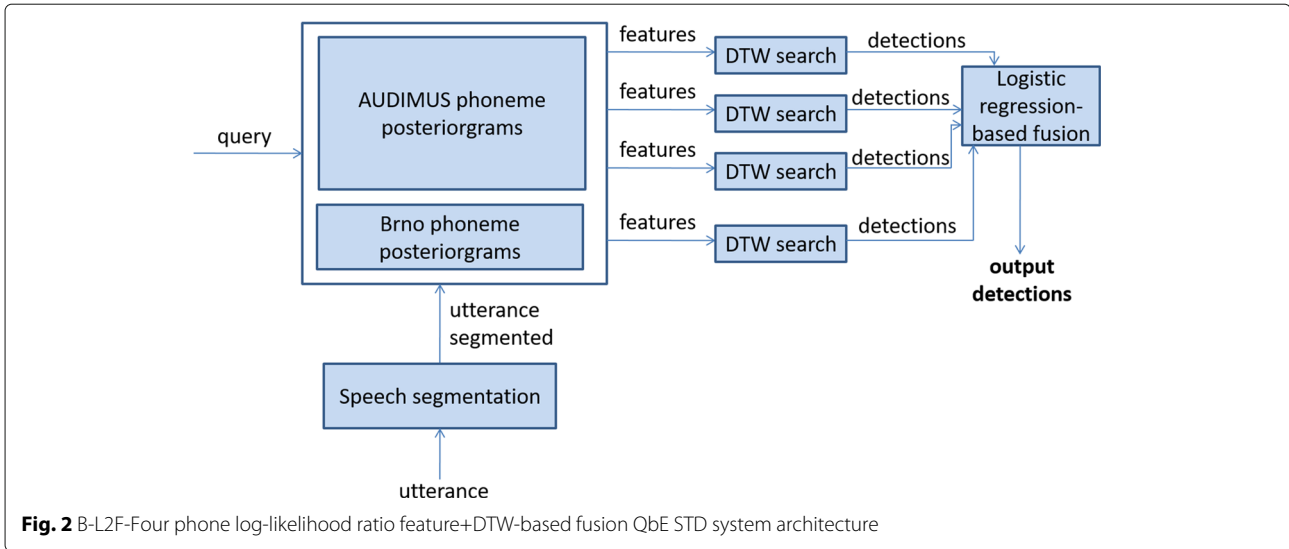 features
DTW search
detections
AUDIMUS phoneme
posteriorgrams
features
DTW search
detections
Logistic
regression-
based fusion
query
features
DTW search
detections
Brno phoneme
posteriorgrams
features
DTW search
detections
output
detections
utterance
segmented
Speech segmentation
utterance
Fig. 2 B-L2F-Four phone log-likelihood ratio feature+DTW-based fusion QbE STD system architecture